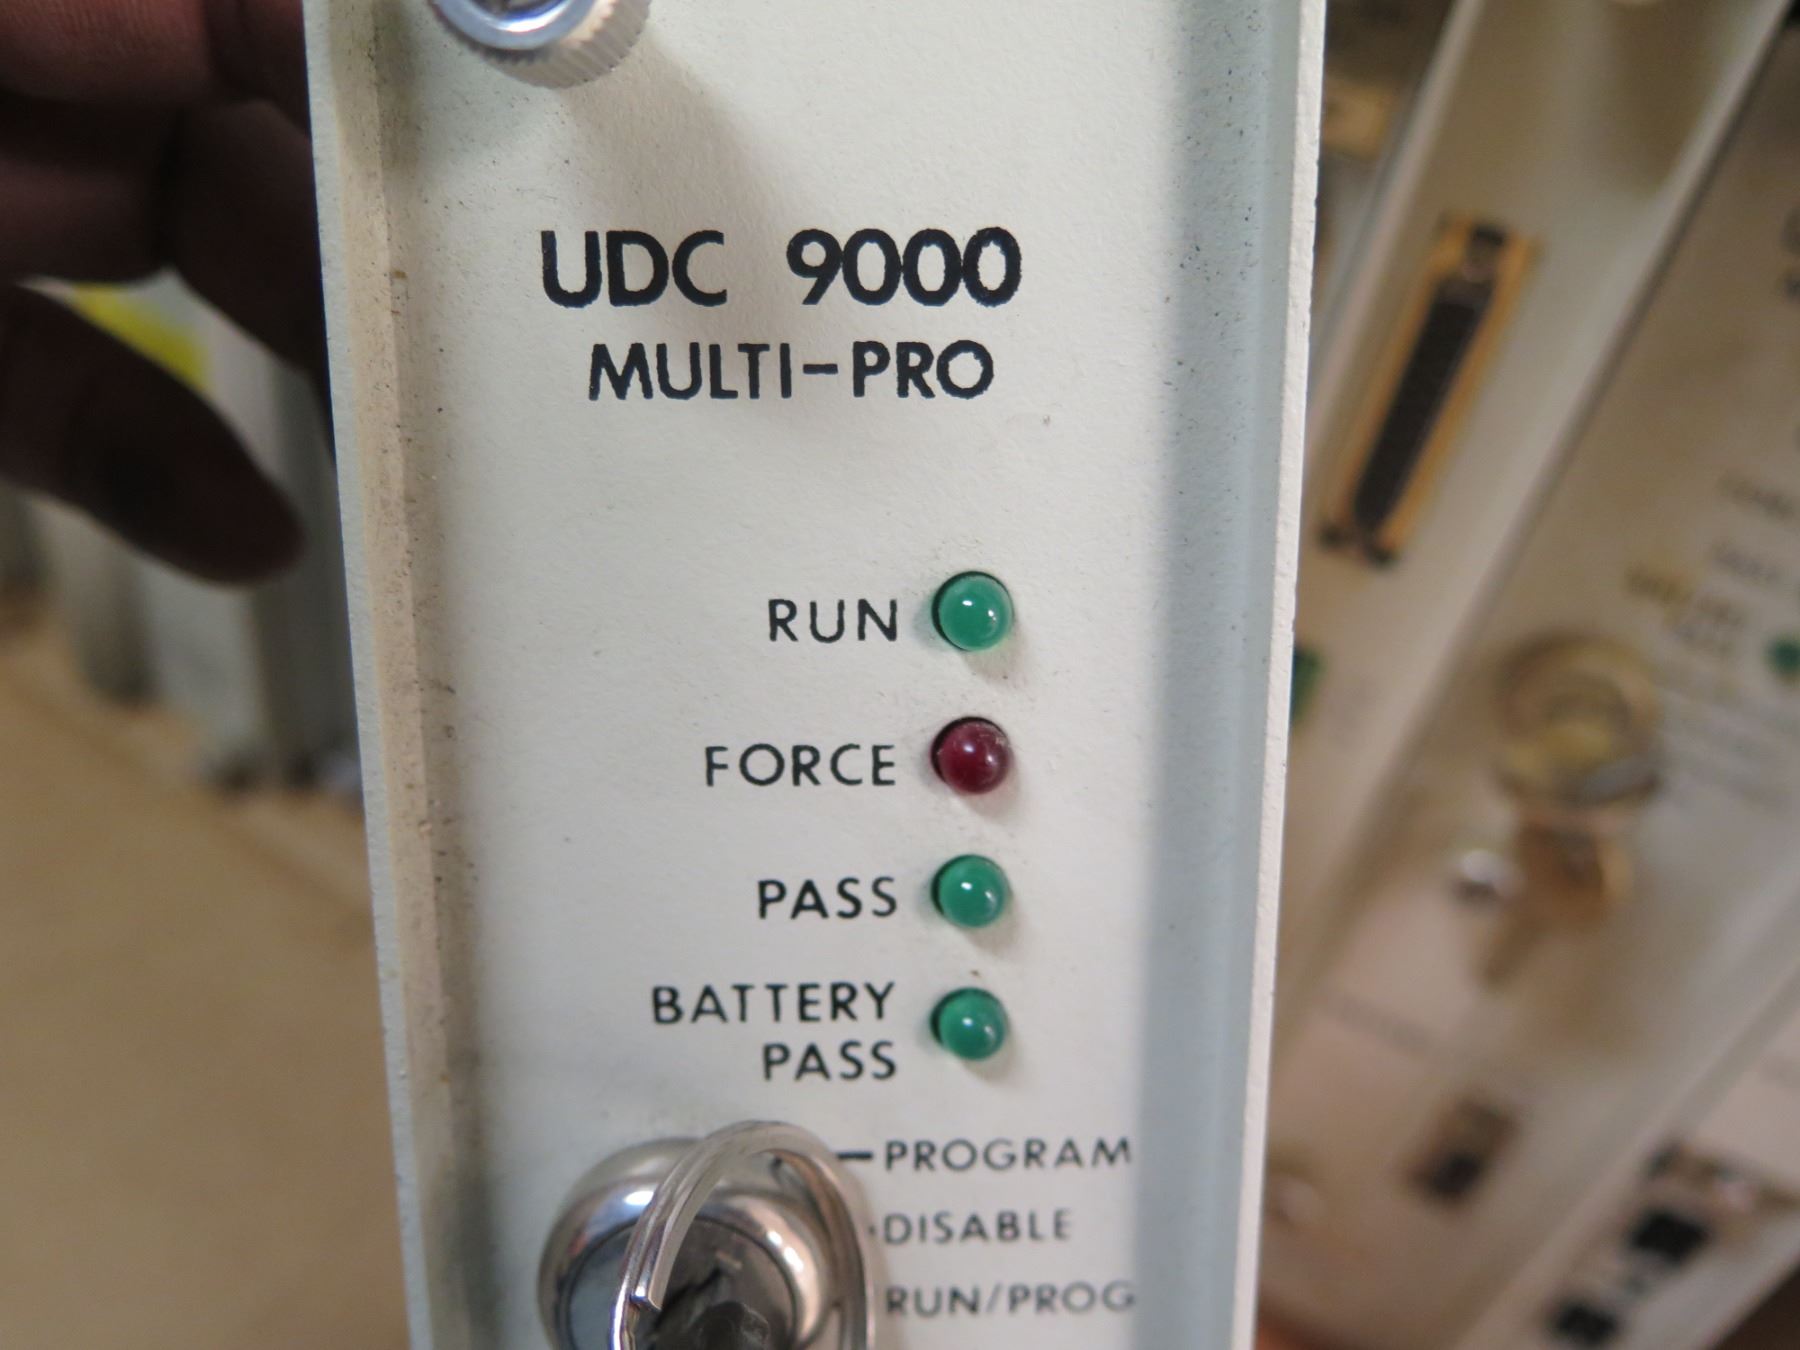 UDC 9000
MULTI-PRO
RUN
FORCE
PASS
BATTERY
PASS
PROGRAM
DISABLE
RUN/PROG